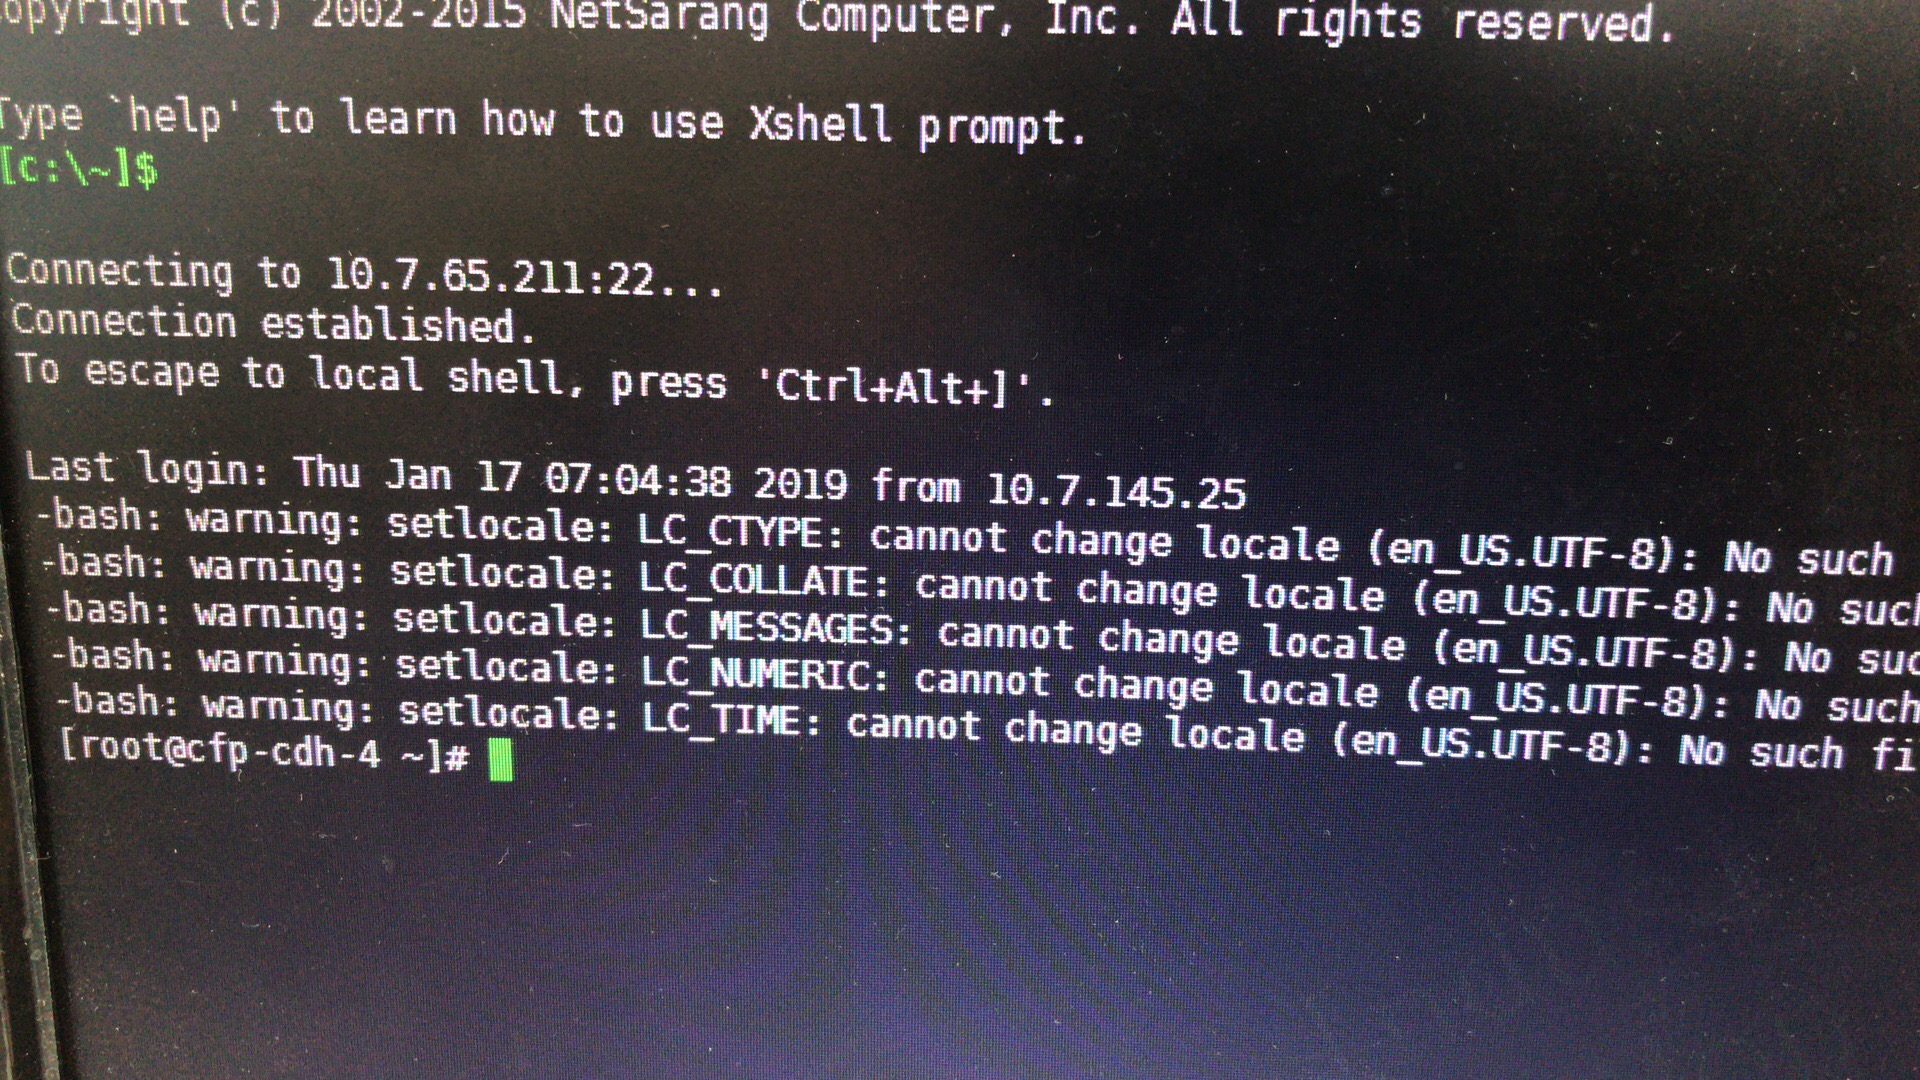 opyright (c) 2002-2015 NetSarang Computer, Inc. All rights reserved.
Type `help' to learn how to use Xshell prompt.
[c:\~]$
Connecting to 10.7.65.211:22...
Connection established.
To escape to local shell, press 'Ctrl+Alt+]'.
Last login: Thu Jan 17 07:04:38 2019 from 10.7.145.25
-bash: warning: setlocale: LC_CTYPE: cannot change locale (en_US.UTF-8): No such
-bash: warning: setlocale: LC_COLLATE: cannot change locale (en_US.UTF-8): No such
-bash: warning: setlocale: LC_MESSAGES: cannot change locale (en_US.UTF-8): No suc
-bash: warning: setlocale: LC_NUMERIC: cannot change locale (en_US.UTF-8): No such
-bash: warning: setlocale: LC_TIME: cannot change locale (en_US.UTF-8): No such fi
[root@cfp-cdh-4 ~]#